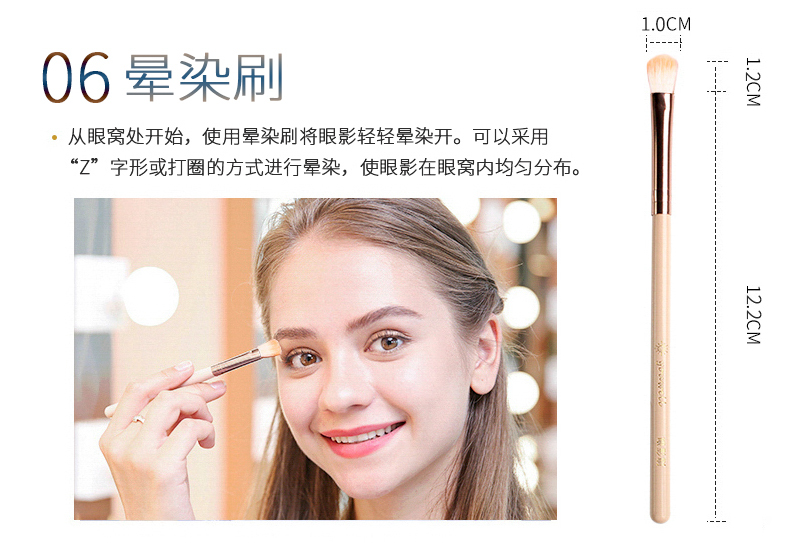 06 晕染刷
• 从眼窝处开始，使用晕染刷将眼影轻轻晕染开。可以采用
“Z”字形或打圈的方式进行晕染，使眼影在眼窝内均匀分布。
1.0CM
1.2CM
12.2CM